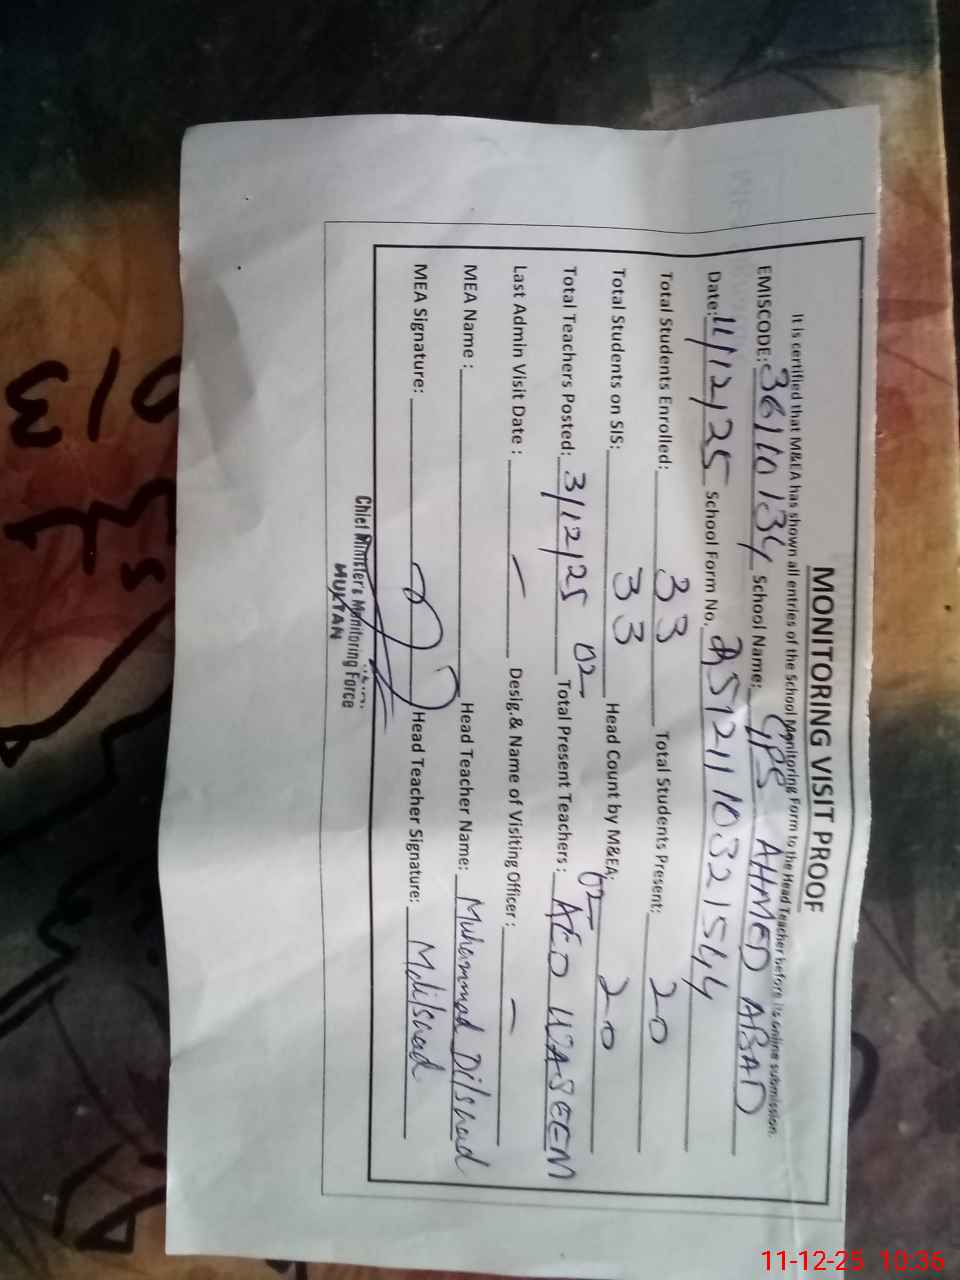 MONITORING VISIT PROOF
It is certified that M&EA has shown all entries of the School Monitoring Form to the Head Teacher before its online submission.
EMISCODE: 36110134 School Name: GPS AHMED ABAD
Date: 11/12/25 School Form No. 25121110321544
Total Students Enrolled: 33 Total Students Present: 20
Total Students on SIS: 33 Head Count by M&EA: 20
02 02
Total Teachers Posted: 3/12/25 Total Present Teachers: AEO WASEEM
Last Admin Visit Date : — Desig.& Name of Visiting Officer : —
MEA Name : Head Teacher Name: Muhammad Dilshad
MEA Signature: Head Teacher Signature: Mdilshad
Chief Minister's Monitoring Force
MULTAN
11-12-25 10:36